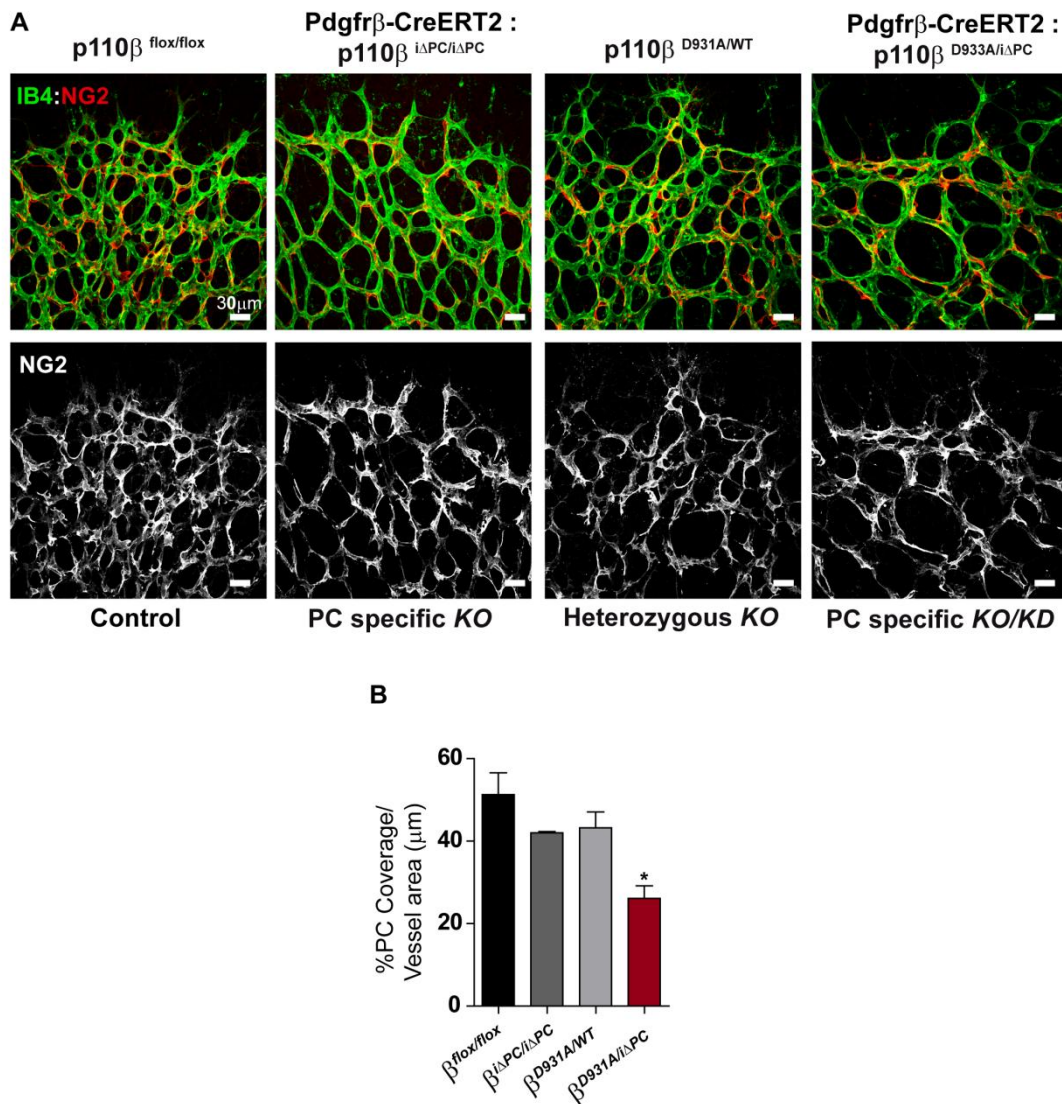 A
p110β flox/flox
Pdgfrβ-CreERT2 :
p110β iΔPC/iΔPC
p110β D931A/WT
Pdgfrβ-CreERT2 :
p110β D933A/iΔPC
IB4:NG2
30μm
NG2
Control
PC specific KO
Heterozygous KO
PC specific KO/KD
B
%PC Coverage/
Vessel area (μm)
60
40
20
0
*
βflox/flox
βiΔPC/iΔPC
βD931A/WT
βD931A/iΔPC